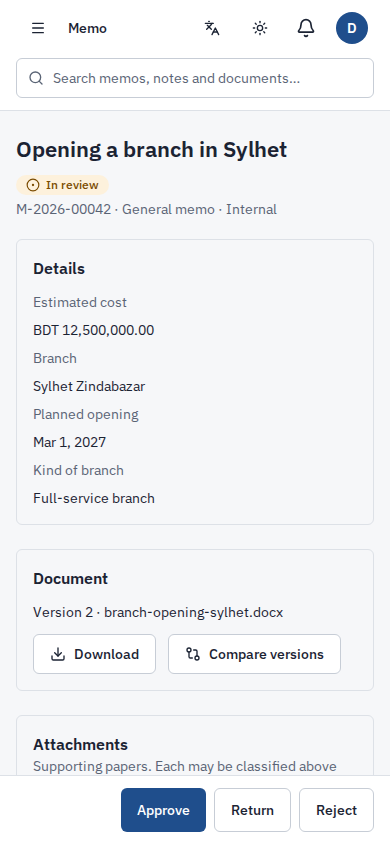 Memo
D
Search memos, notes and documents...
Opening a branch in Sylhet
In review
M-2026-00042 · General memo · Internal
Details
Estimated cost
BDT 12,500,000.00
Branch
Sylhet Zindabazar
Planned opening
Mar 1, 2027
Kind of branch
Full-service branch
Document
Version 2 · branch-opening-sylhet.docx
Download
Compare versions
Attachments
Supporting papers. Each may be classified above
Approve
Return
Reject